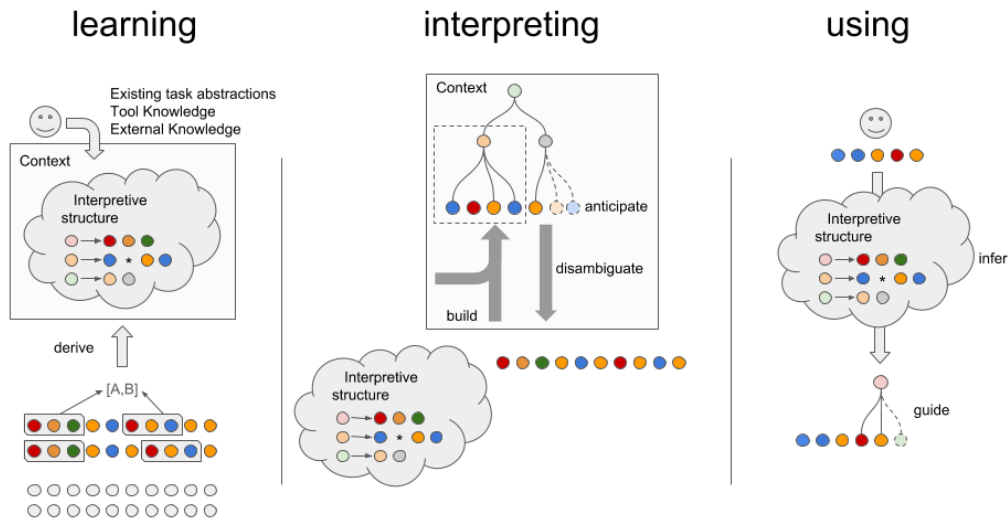 learning
interpreting
using
Existing task abstractions
Tool Knowledge
External Knowledge
Context
Interpretive
structure
*
derive
[A,B]
Context
anticipate
disambiguate
build
Interpretive
structure
*
Interpretive
structure
*
infer
guide